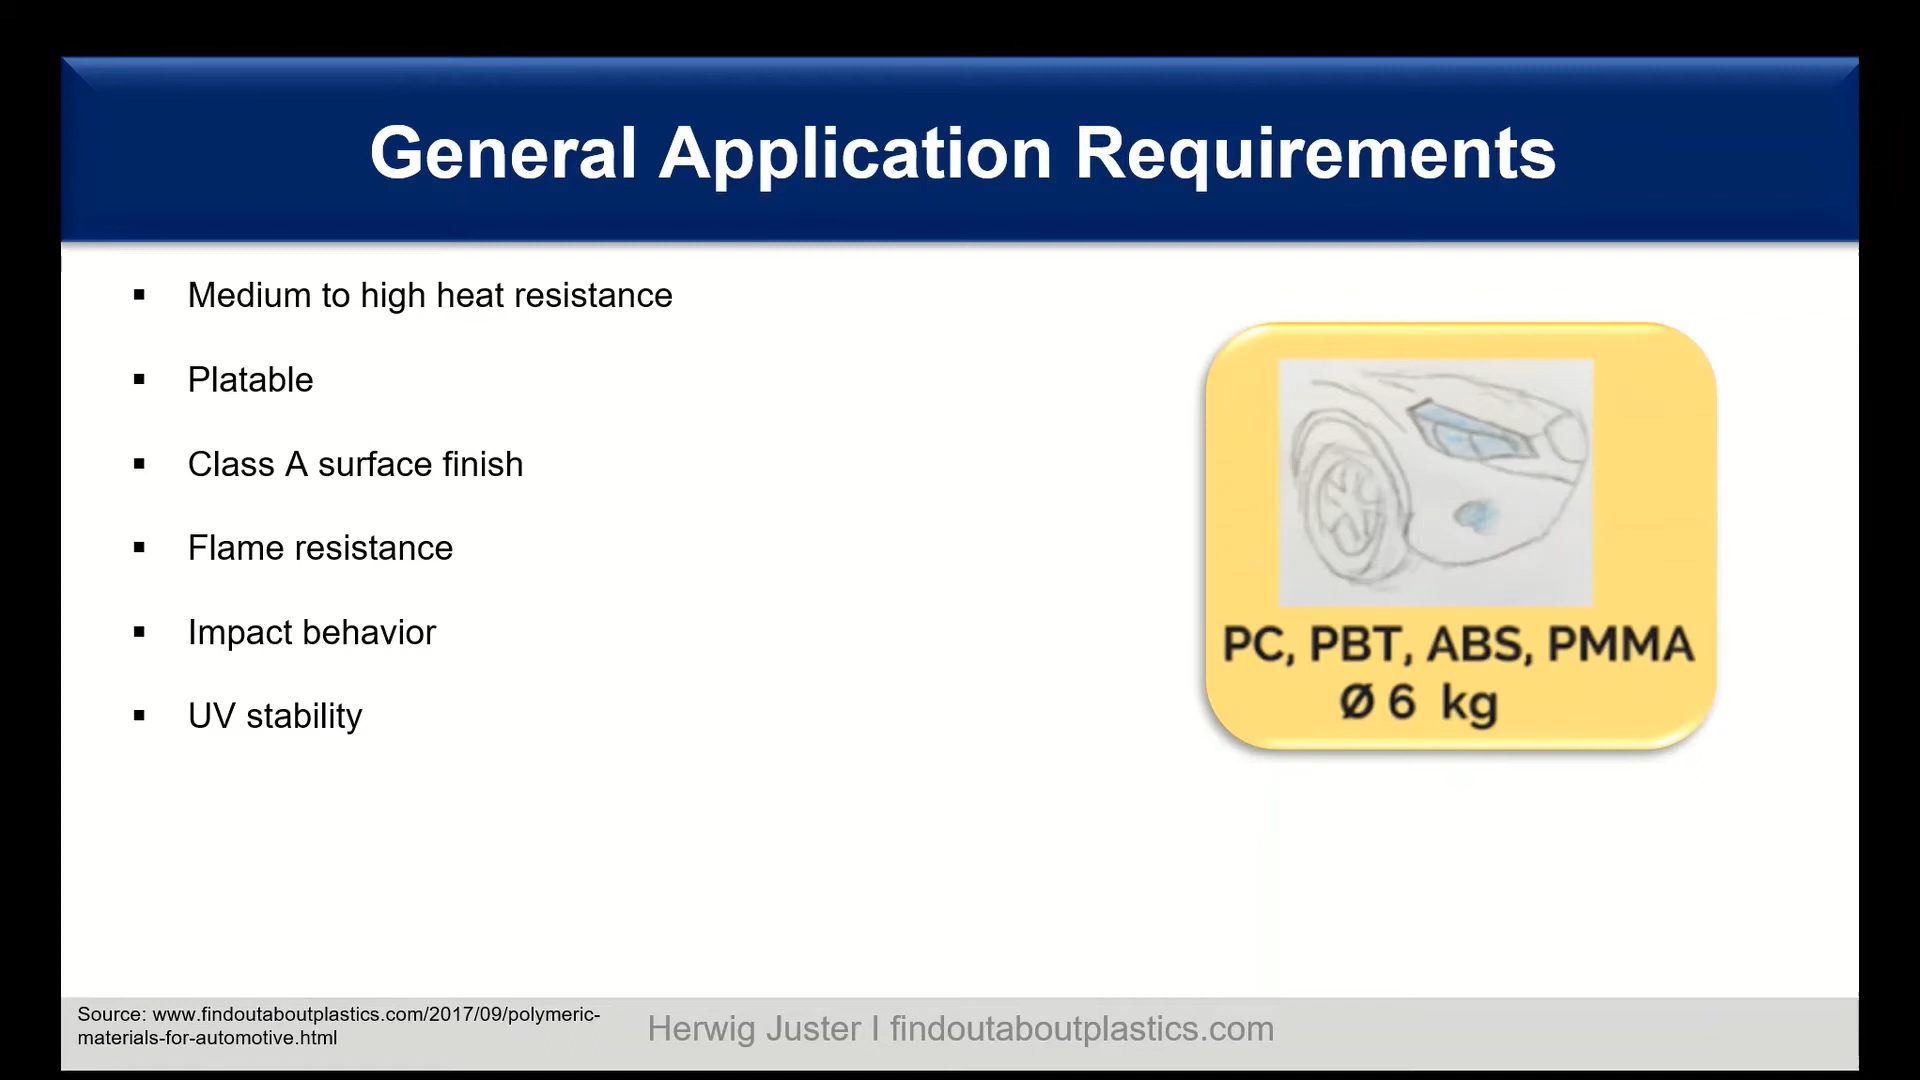 General Application Requirements
▪ Medium to high heat resistance
▪ Platable
▪ Class A surface finish
▪ Flame resistance
▪ Impact behavior
▪ UV stability
PC, PBT, ABS, PMMA
Ø 6 kg
Source: www.findoutaboutplastics.com/2017/09/polymeric-
materials-for-automotive.html
Herwig Juster I findoutaboutplastics.com